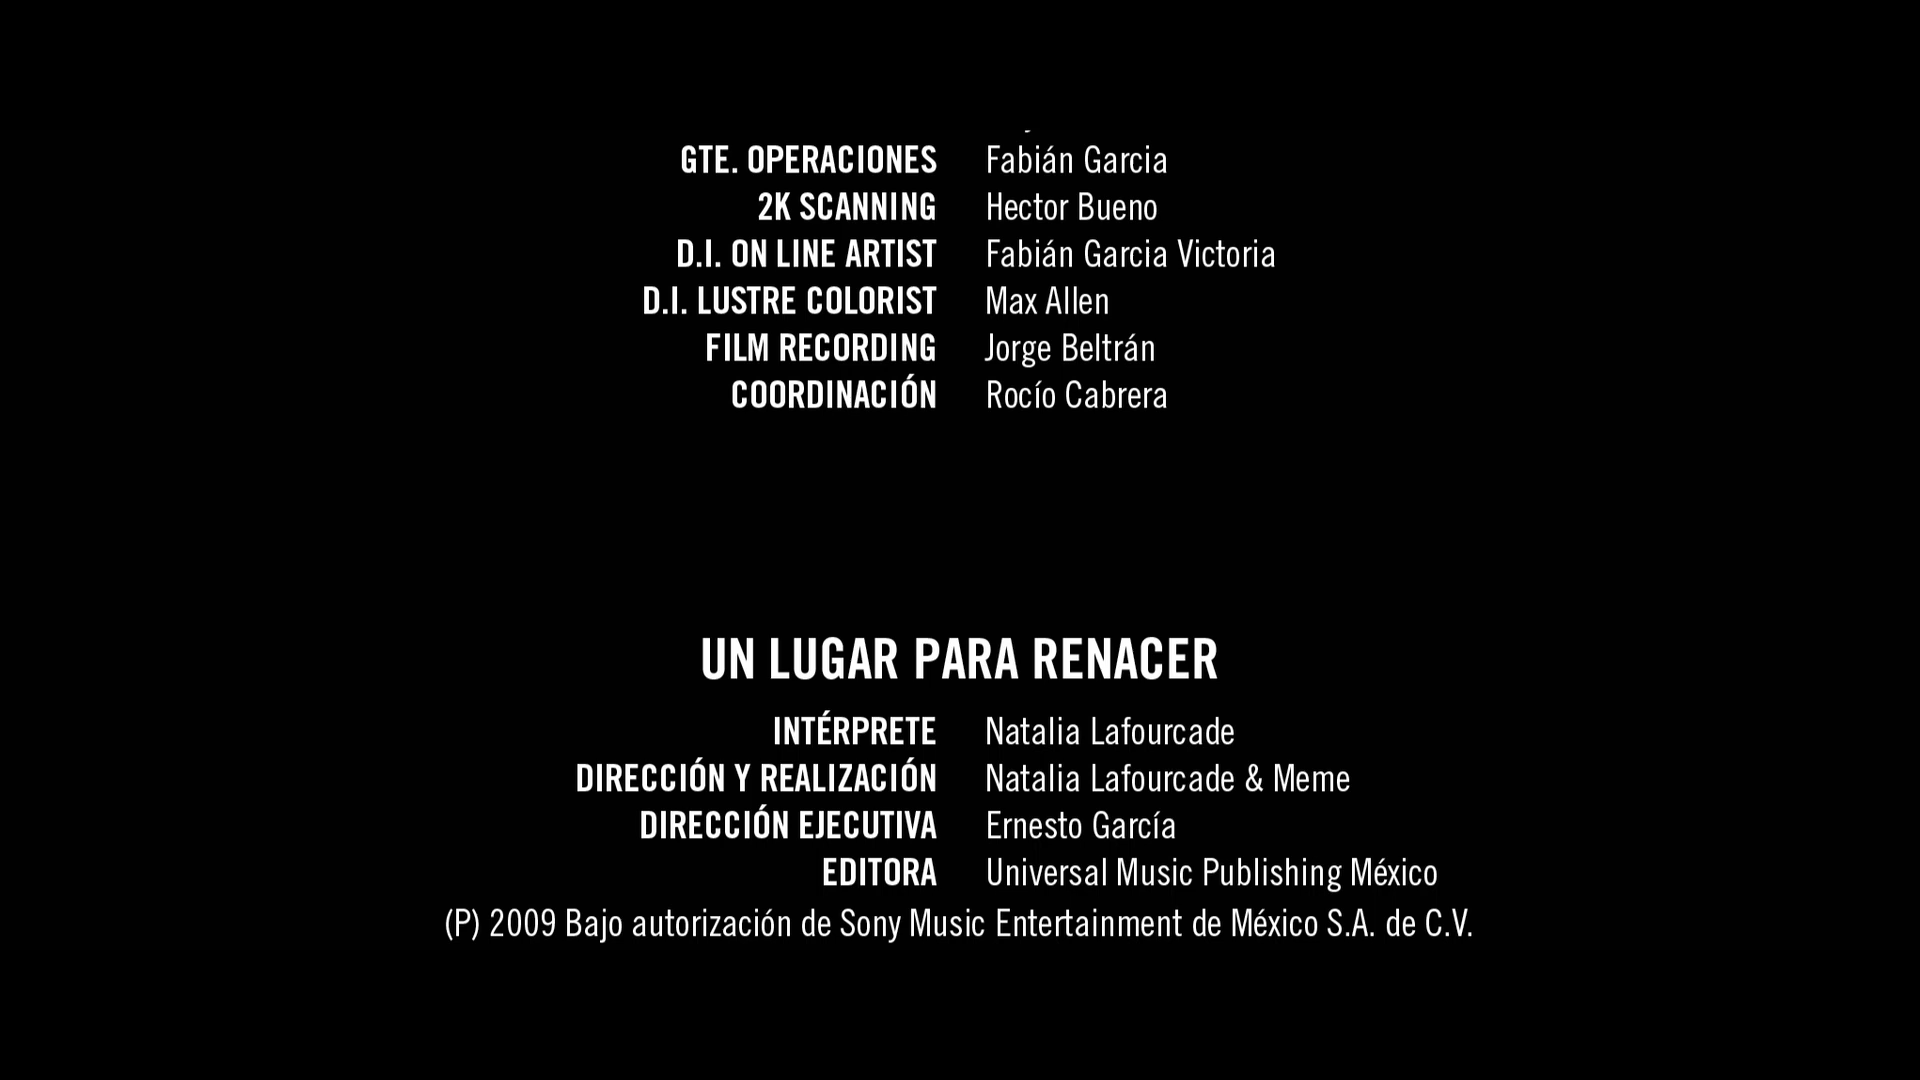 GTE. OPERACIONES Fabián Garcia
2K SCANNING Hector Bueno
D.I. ON LINE ARTIST Fabián Garcia Victoria
D.I. LUSTRE COLORIST Max Allen
FILM RECORDING Jorge Beltrán
COORDINACIÓN Rocío Cabrera
UN LUGAR PARA RENACER
INTÉRPRETE Natalia Lafourcade
DIRECCIÓN Y REALIZACIÓN Natalia Lafourcade & Meme
DIRECCIÓN EJECUTIVA Ernesto García
EDITORA Universal Music Publishing México
(P) 2009 Bajo autorización de Sony Music Entertainment de México S.A. de C.V.